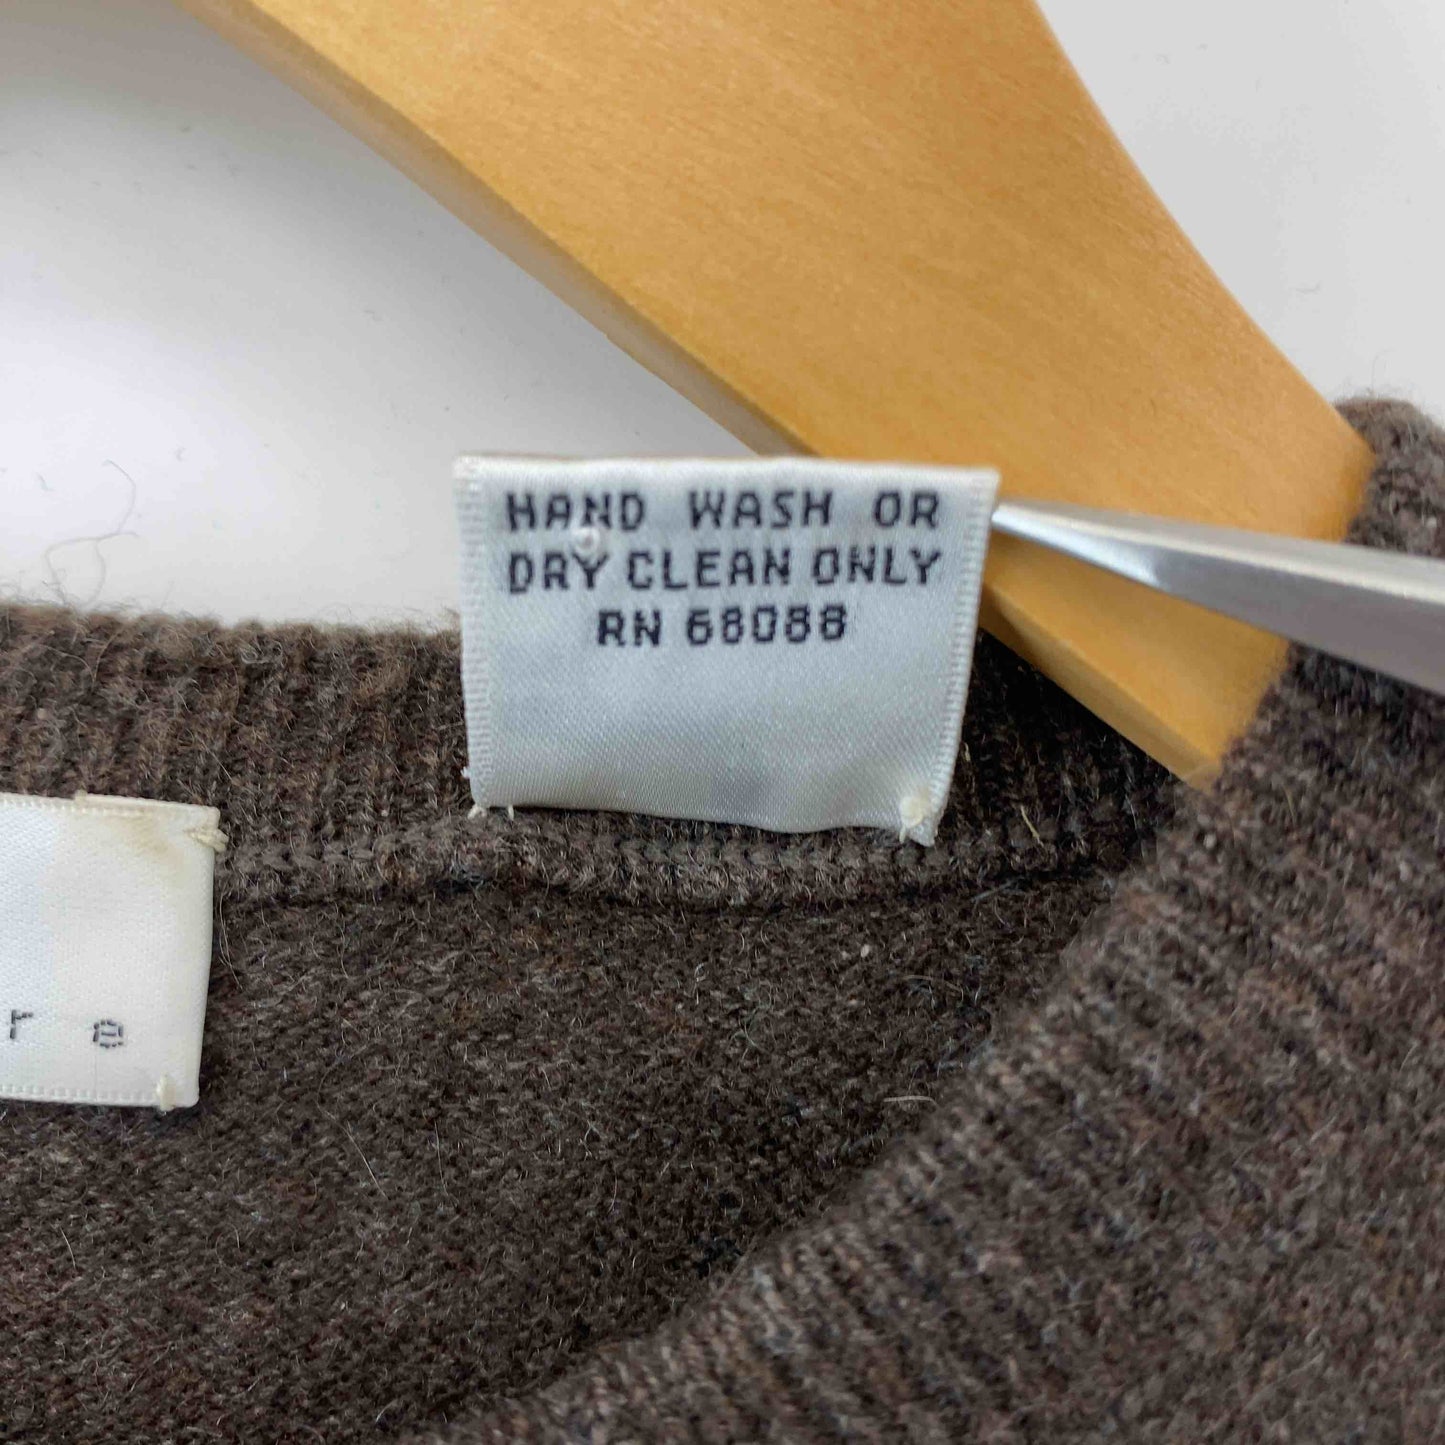 HAND WASH OR
DRY CLEAN ONLY
RN 68088
re